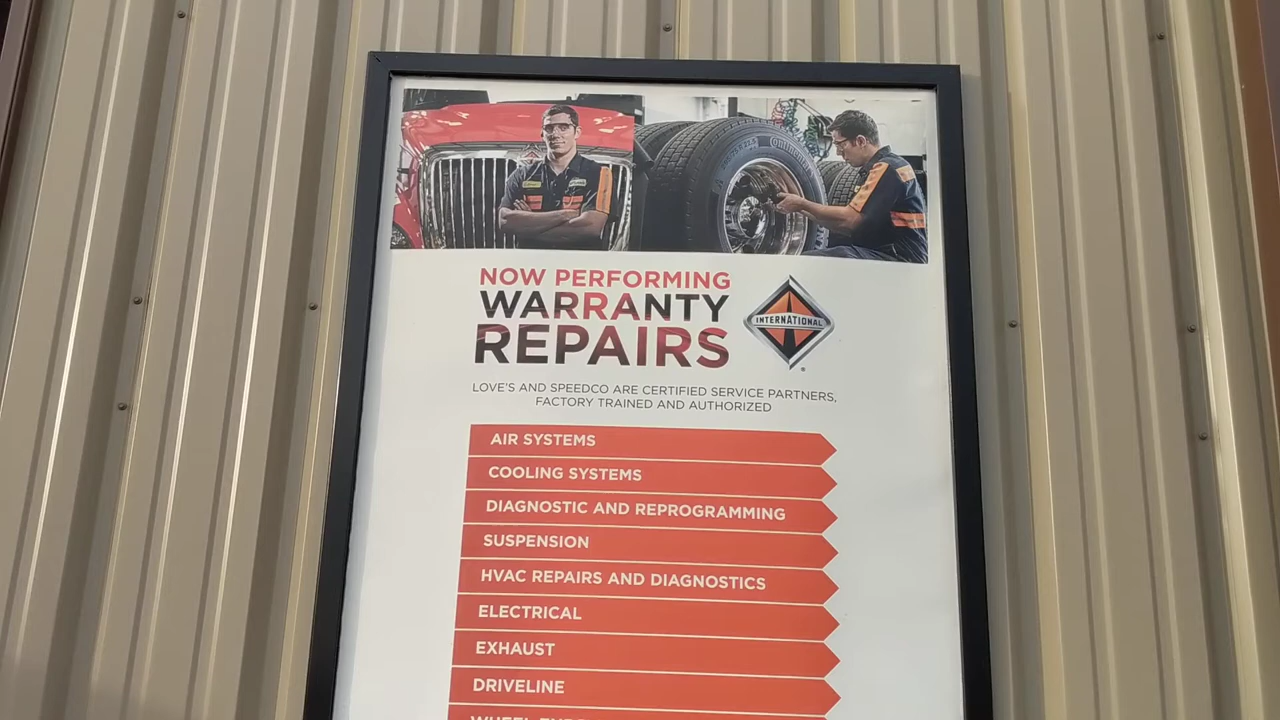 NOW PERFORMING
WARRANTY
REPAIRS
INTERNATIONAL
®
LOVE'S AND SPEEDCO ARE CERTIFIED SERVICE PARTNERS,
FACTORY TRAINED AND AUTHORIZED
AIR SYSTEMS
COOLING SYSTEMS
DIAGNOSTIC AND REPROGRAMMING
SUSPENSION
HVAC REPAIRS AND DIAGNOSTICS
ELECTRICAL
EXHAUST
DRIVELINE